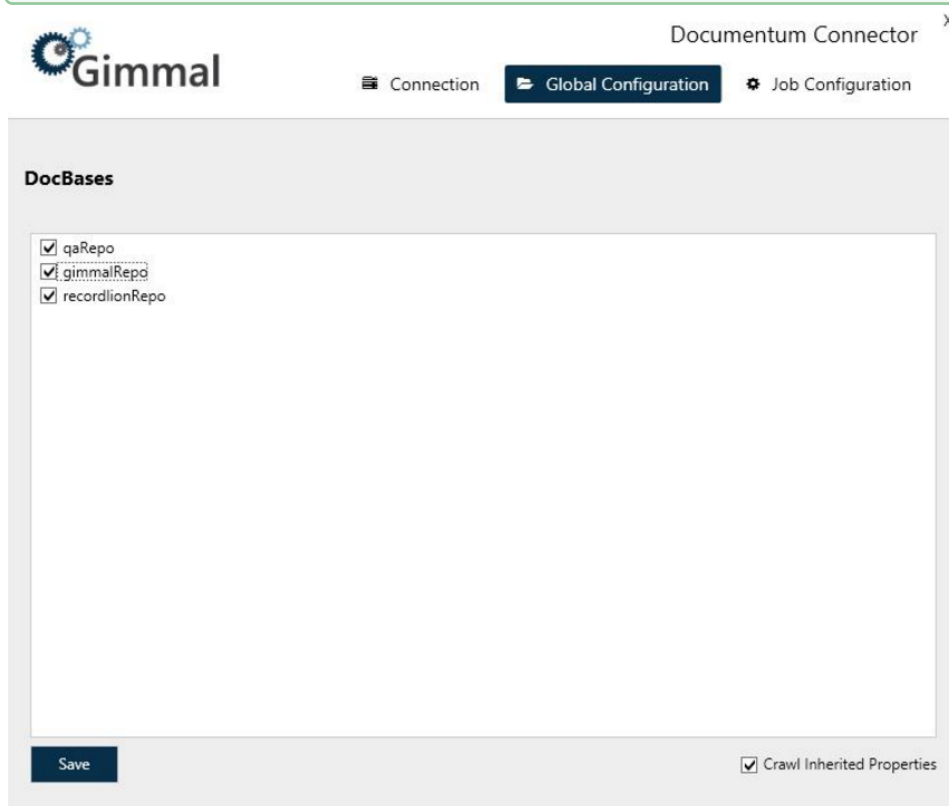 Gimmal
Documentum Connector
X
Connection
Global Configuration
Job Configuration
DocBases
qaRepo
gimmalRepo
recordlionRepo
Save
Crawl Inherited Properties